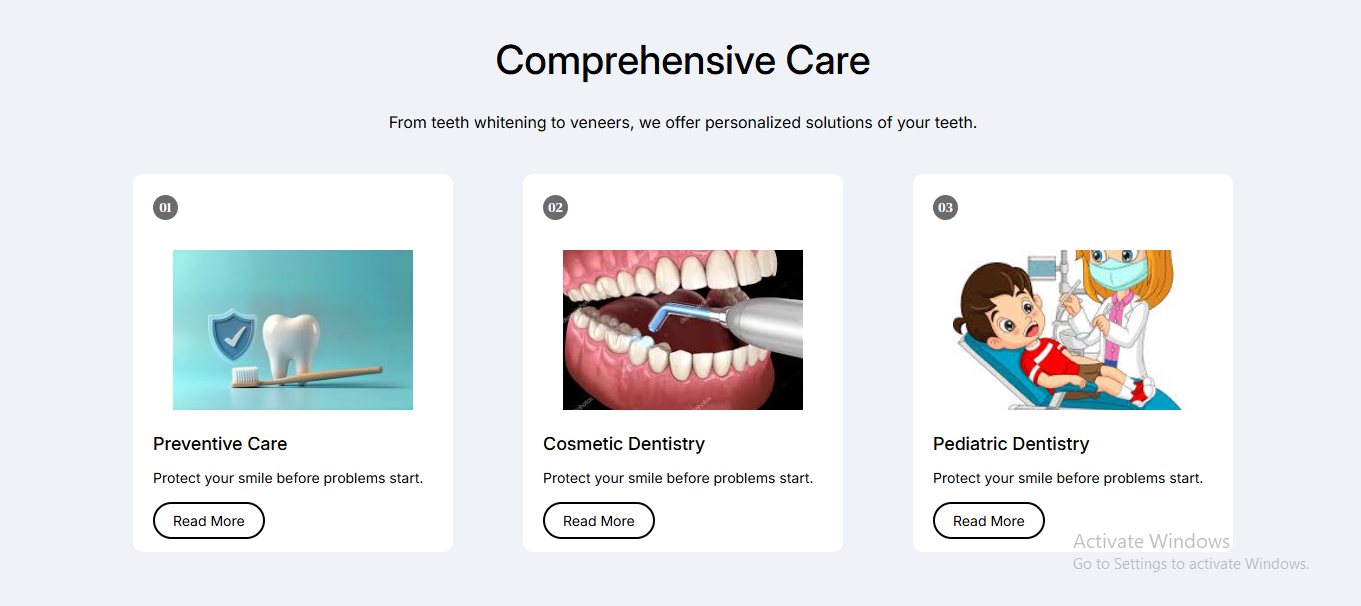 Comprehensive Care
From teeth whitening to veneers, we offer personalized solutions of your teeth.
01
Preventive Care
Protect your smile before problems start.
Read More
02
Cosmetic Dentistry
Protect your smile before problems start.
Read More
03
Pediatric Dentistry
Protect your smile before problems start.
Read More
Activate Windows
Go to Settings to activate Windows.